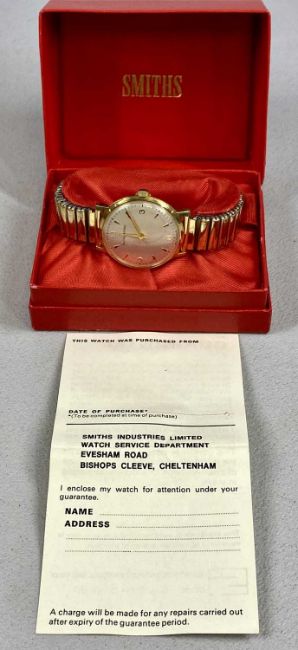 SMITHS
THIS WATCH WAS PURCHASED FROM
DATE OF PURCHASE*
*(To be completed at time of purchase)
SMITHS INDUSTRIES LIMITED
WATCH SERVICE DEPARTMENT
EVESHAM ROAD
BISHOPS CLEEVE, CHELTENHAM
I enclose my watch for attention under your
guarantee.
NAME
ADDRESS
A charge will be made for any repairs carried out
after expiry of the guarantee period.